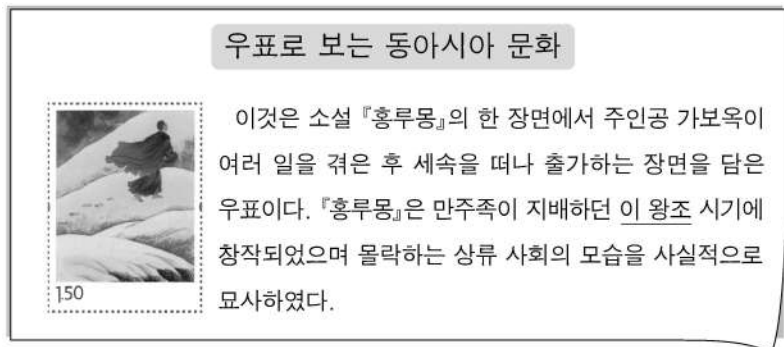 우표로 보는 동아시아 문화
이것은 소설 『홍루몽』의 한 장면에서 주인공 가보옥이
여러 일을 겪은 후 세속을 떠나 출가하는 장면을 담은
우표이다. 『홍루몽』은 만주족이 지배하던 이 왕조 시기에
창작되었으며 몰락하는 상류 사회의 모습을 사실적으로
묘사하였다.
1.50